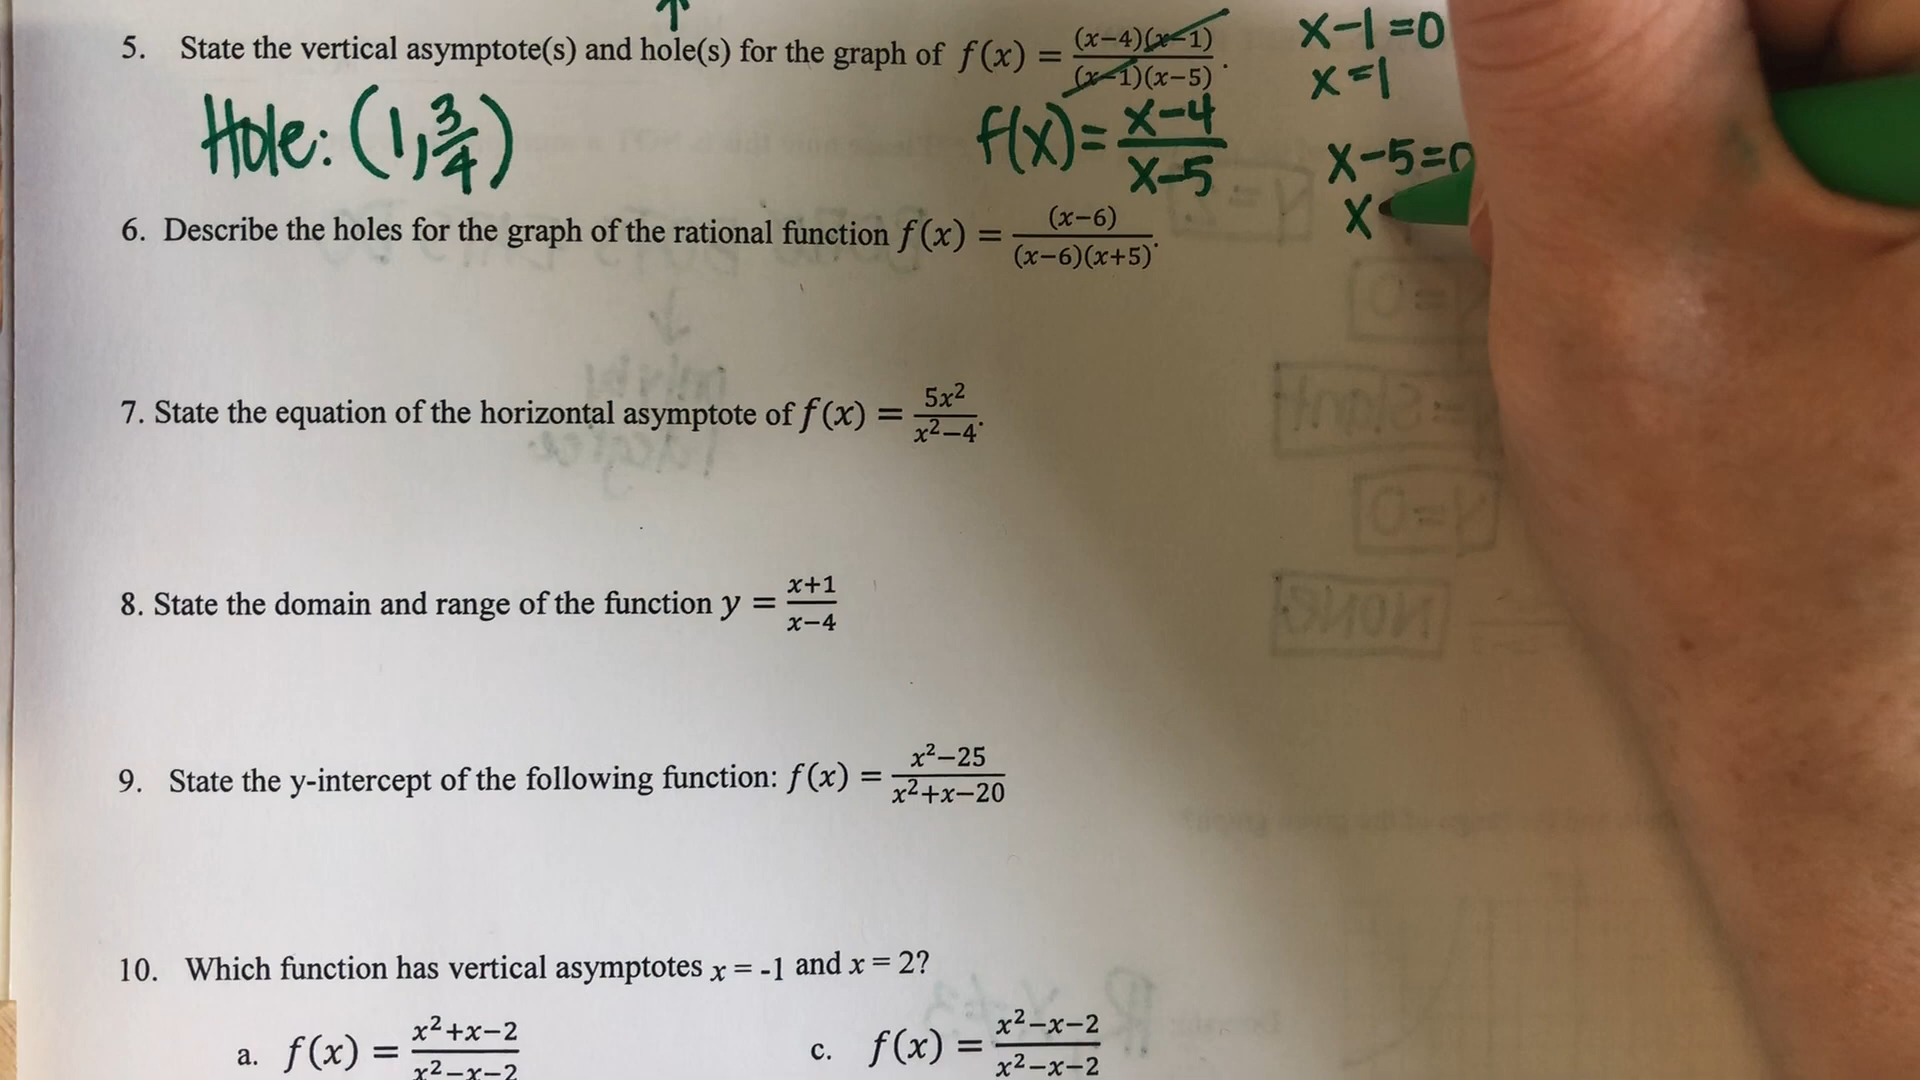 5. State the vertical asymptote(s) and hole(s) for the graph of f(x) = (x−4)(x−1) / (x−1)(x−5).
x−1=0
x=1
Hole: (1, 3/4)
f(x)= x−4 / x−5
x−5=0
x
6. Describe the holes for the graph of the rational function f(x) = (x−6) / (x−6)(x+5).
7. State the equation of the horizontal asymptote of f(x) = 5x² / x²−4.
8. State the domain and range of the function y = x+1 / x−4
9. State the y-intercept of the following function: f(x) = x²−25 / x²+x−20
10. Which function has vertical asymptotes x = -1 and x = 2?
a. f(x) = x²+x−2 / x²−x−2
c. f(x) = x²−x−2 / x²−x−2